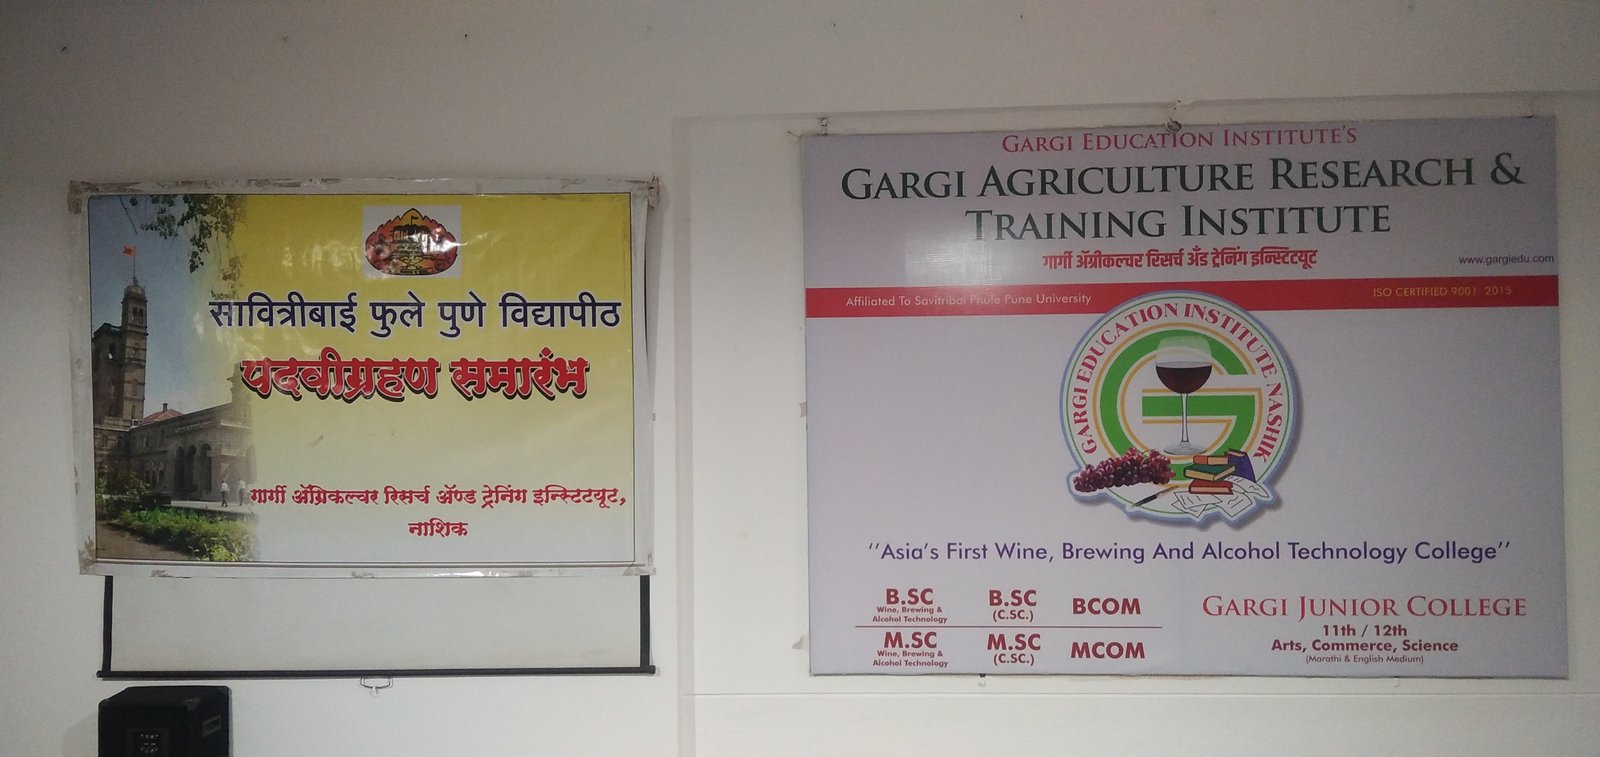 सावित्रीबाई फुले पुणे विद्यापीठ
पदवीग्रहण समारंभ
गार्गी ॲग्रिकल्चर रिसर्च ॲण्ड ट्रेनिंग इन्स्टिटयूट,
नाशिक
GARGI EDUCATION INSTITUTE'S
GARGI AGRICULTURE RESEARCH &
TRAINING INSTITUTE
गार्गी ॲग्रीकल्चर रिसर्च अँड ट्रेनिंग इन्स्टिटयूट
www.gargiedu.com
Affiliated To Savitribai Phule Pune University
ISO CERTIFIED 9001: 2015
GARGI EDUCATION INSTITUTE NASHIK
"Asia's First Wine, Brewing And Alcohol Technology College"
B.SC
Wine, Brewing &
Alcohol Technology
B.SC
(C.SC.)
BCOM
M.SC
Wine, Brewing &
Alcohol Technology
M.SC
(C.SC.)
MCOM
GARGI JUNIOR COLLEGE
11th / 12th
Arts, Commerce, Science
(Marathi & English Medium)